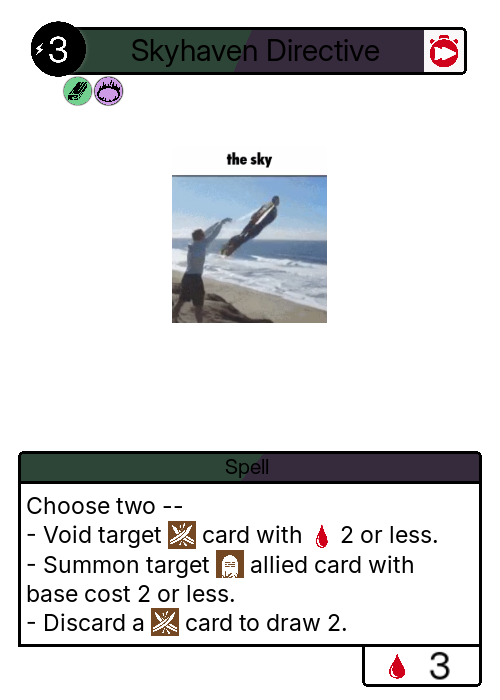 3 Skyhaven Directive
the sky
Spell
Choose two --
- Void target card with 2 or less.
- Summon target allied card with
base cost 2 or less.
- Discard a card to draw 2.
3